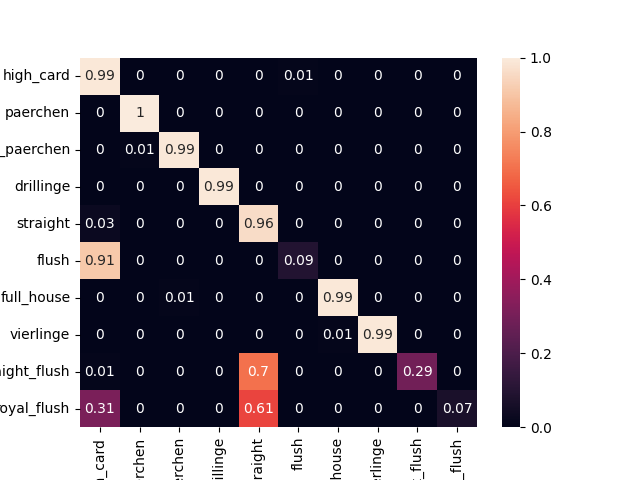 high_card 0.99 0 0 0 0 0.01 0 0 0 0
paerchen 0 1 0 0 0 0 0 0 0 0
_paerchen 0 0.01 0.99 0 0 0 0 0 0 0
drillinge 0 0 0 0.99 0 0 0 0 0 0
straight 0.03 0 0 0 0.96 0 0 0 0 0
flush 0.91 0 0 0 0 0.09 0 0 0 0
full_house 0 0 0.01 0 0 0 0.99 0 0 0
vierlinge 0 0 0 0 0 0 0.01 0.99 0 0
ight_flush 0.01 0 0 0 0.7 0 0 0 0.29 0
oyal_flush 0.31 0 0 0 0.61 0 0 0 0 0.07
_card
rchen
erchen
illinge
raight
flush
house
erlinge
_flush
_flush
1.0
0.8
0.6
0.4
0.2
0.0